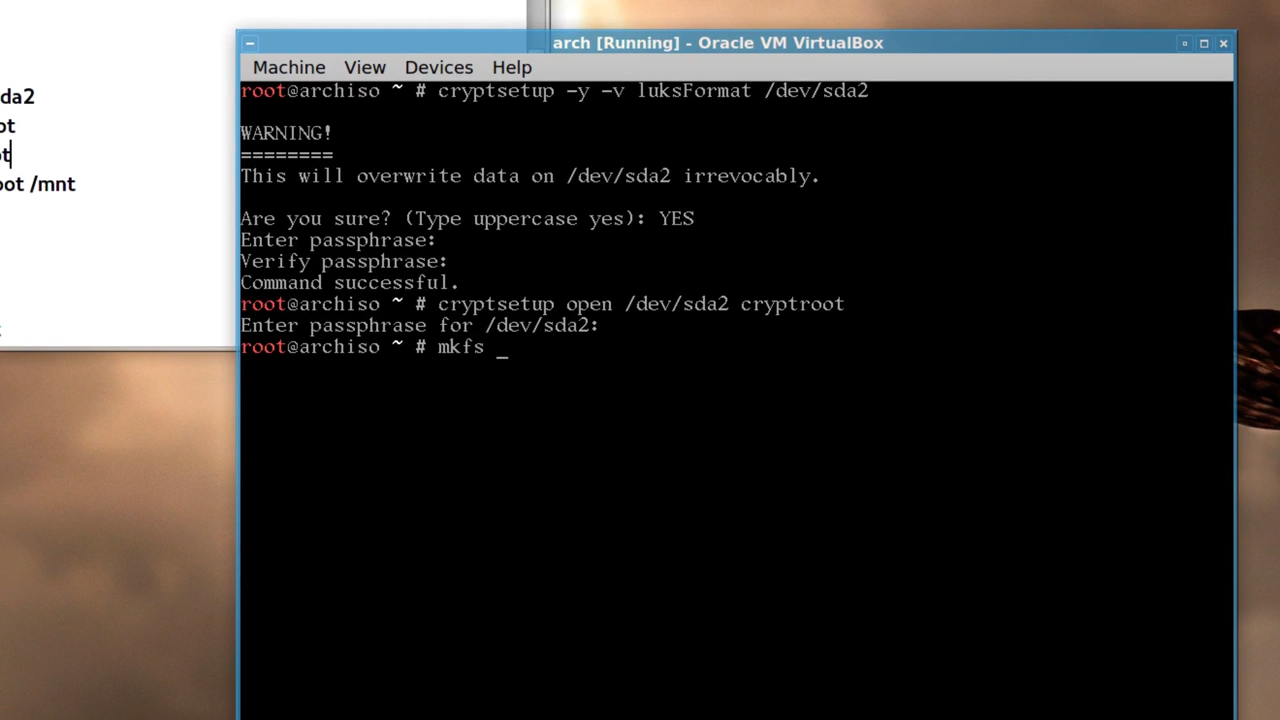 da2
ot
t
oot /mnt
arch [Running] - Oracle VM VirtualBox
Machine View Devices Help
root@archiso ~ # cryptsetup -y -v luksFormat /dev/sda2
WARNING!
========
This will overwrite data on /dev/sda2 irrevocably.
Are you sure? (Type uppercase yes): YES
Enter passphrase:
Verify passphrase:
Command successful.
root@archiso ~ # cryptsetup open /dev/sda2 cryptroot
Enter passphrase for /dev/sda2:
root@archiso ~ # mkfs _